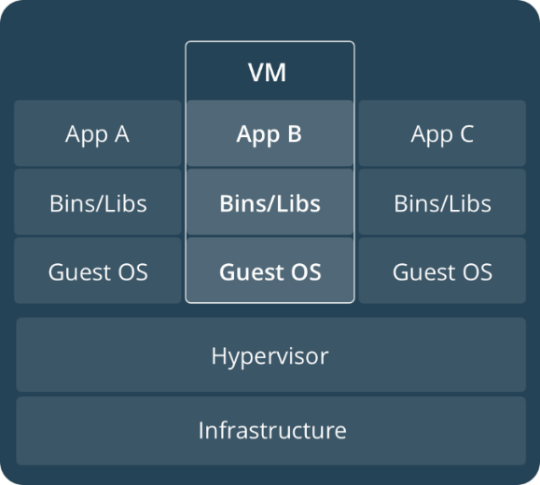 VM
App A
App B
App C
Bins/Libs
Bins/Libs
Bins/Libs
Guest OS
Guest OS
Guest OS
Hypervisor
Infrastructure